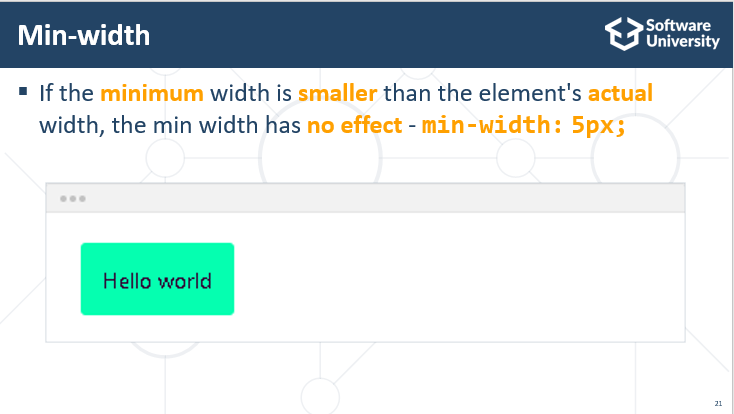 Min-width
Software
University
▪ If the minimum width is smaller than the element's actual
width, the min width has no effect - min-width: 5px;
Hello world
21